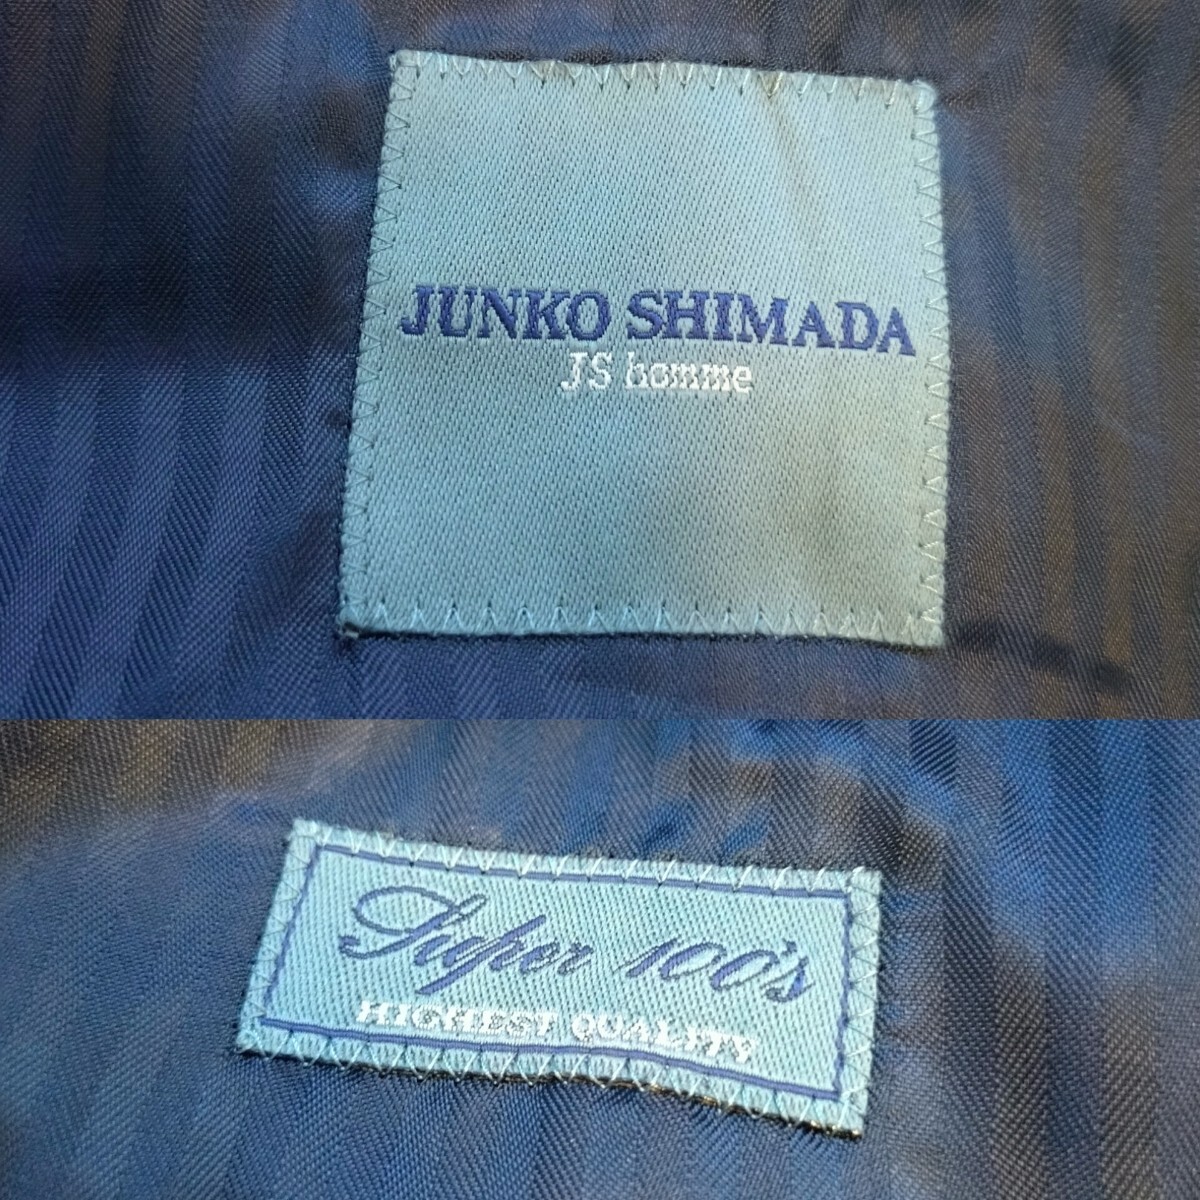 JUNKO SHIMADA
JS homme
Super 100's
HIGHEST QUALITY